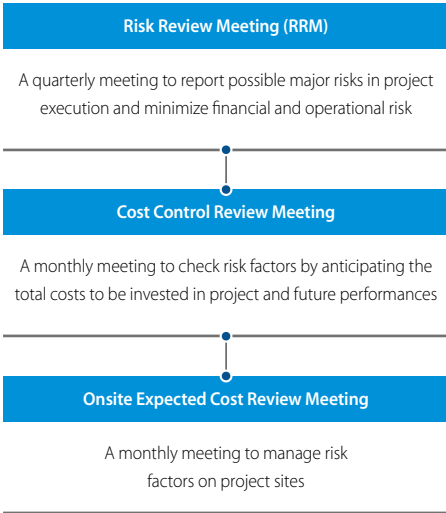 Risk Review Meeting (RRM)
A quarterly meeting to report possible major risks in project
execution and minimize financial and operational risk
Cost Control Review Meeting
A monthly meeting to check risk factors by anticipating the
total costs to be invested in project and future performances
Onsite Expected Cost Review Meeting
A monthly meeting to manage risk
factors on project sites